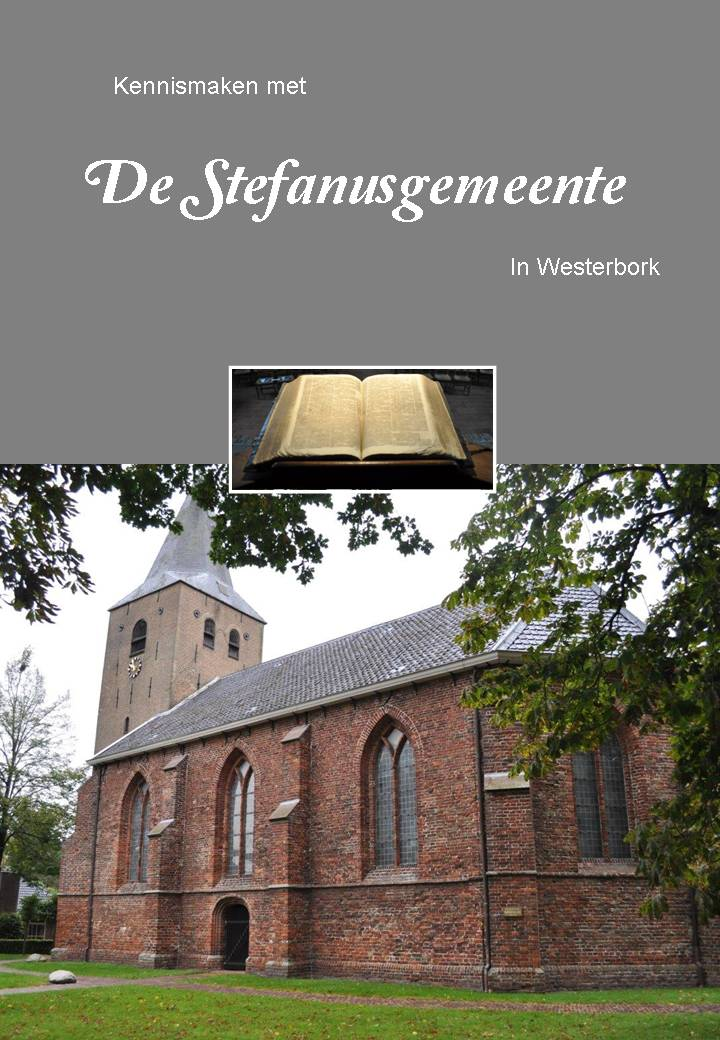 Kennismaken met
De Stefanusgemeente
In Westerbork